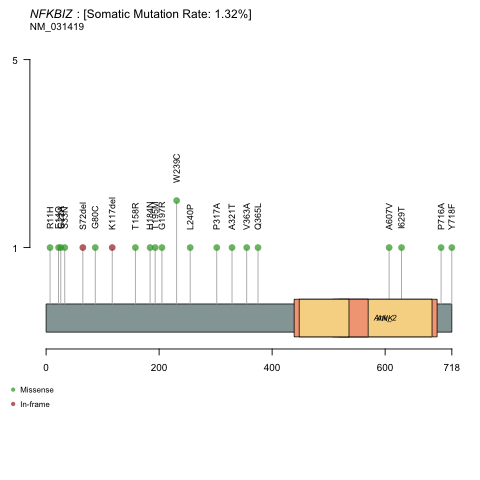 NFKBIZ : [Somatic Mutation Rate: 1.32%]
NM_031419
5
1
R11H
S33N
S72del
G80C
K117del
T158R
H184N
G197R
W239C
L240P
P317A
A321T
V363A
Q365L
A607V
I629T
P716A
Y718F
0
200
400
600
718
Missense
In-frame